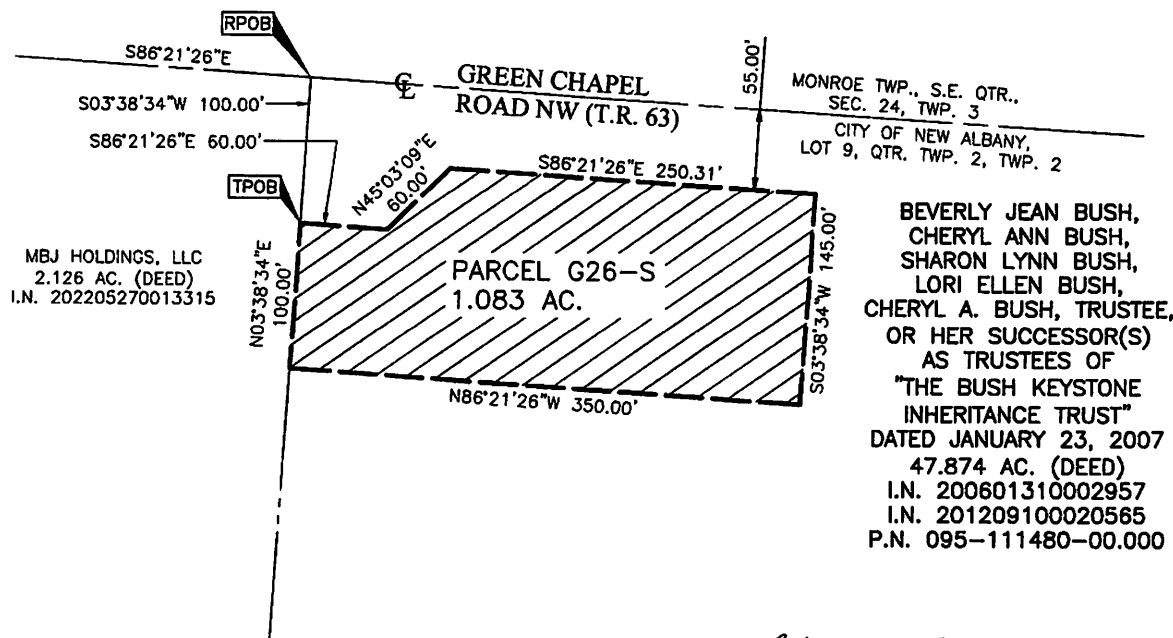 RPOB
S86°21'26"E
S03°38'34"W 100.00'
S86°21'26"E 60.00'
TPOB
N45°03'09"E
60.00'
℄
GREEN CHAPEL
ROAD NW (T.R. 63)
55.00'
MONROE TWP., S.E. QTR.,
SEC. 24, TWP. 3
CITY OF NEW ALBANY,
LOT 9, QTR. TWP. 2, TWP. 2
S86°21'26"E 250.31'
MBJ HOLDINGS, LLC
2.126 AC. (DEED)
I.N. 202205270013315
N03°38'34"E
100.00'
PARCEL G26-S
1.083 AC.
S03°38'34"W 145.00'
N86°21'26"W 350.00'
BEVERLY JEAN BUSH,
CHERYL ANN BUSH,
SHARON LYNN BUSH,
LORI ELLEN BUSH,
CHERYL A. BUSH, TRUSTEE,
OR HER SUCCESSOR(S)
AS TRUSTEES OF
"THE BUSH KEYSTONE
INHERITANCE TRUST"
DATED JANUARY 23, 2007
47.874 AC. (DEED)
I.N. 200601310002957
I.N. 201209100020565
P.N. 095-111480-00.000